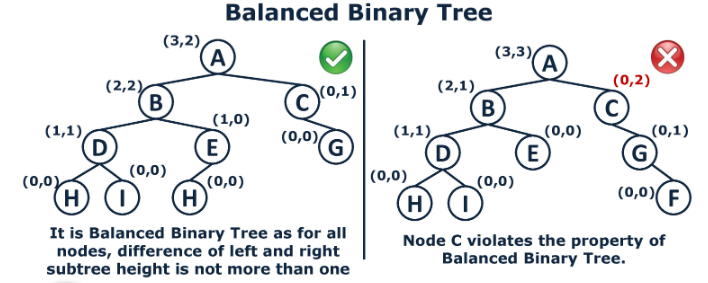 Balanced Binary Tree
(3,2) A
(2,2) B
C (0,1)
(1,1) D
(1,0) E
(0,0) G
(0,0) H
(0,0) I
H (0,0)
It is Balanced Binary Tree as for all
nodes, difference of left and right
subtree height is not more than one
(3,3) A
(2,1) B
(0,2) C
(1,1) D
(0,0) E
(0,1) G
(0,0) H
(0,0) I
(0,0) F
Node C violates the property of
Balanced Binary Tree.